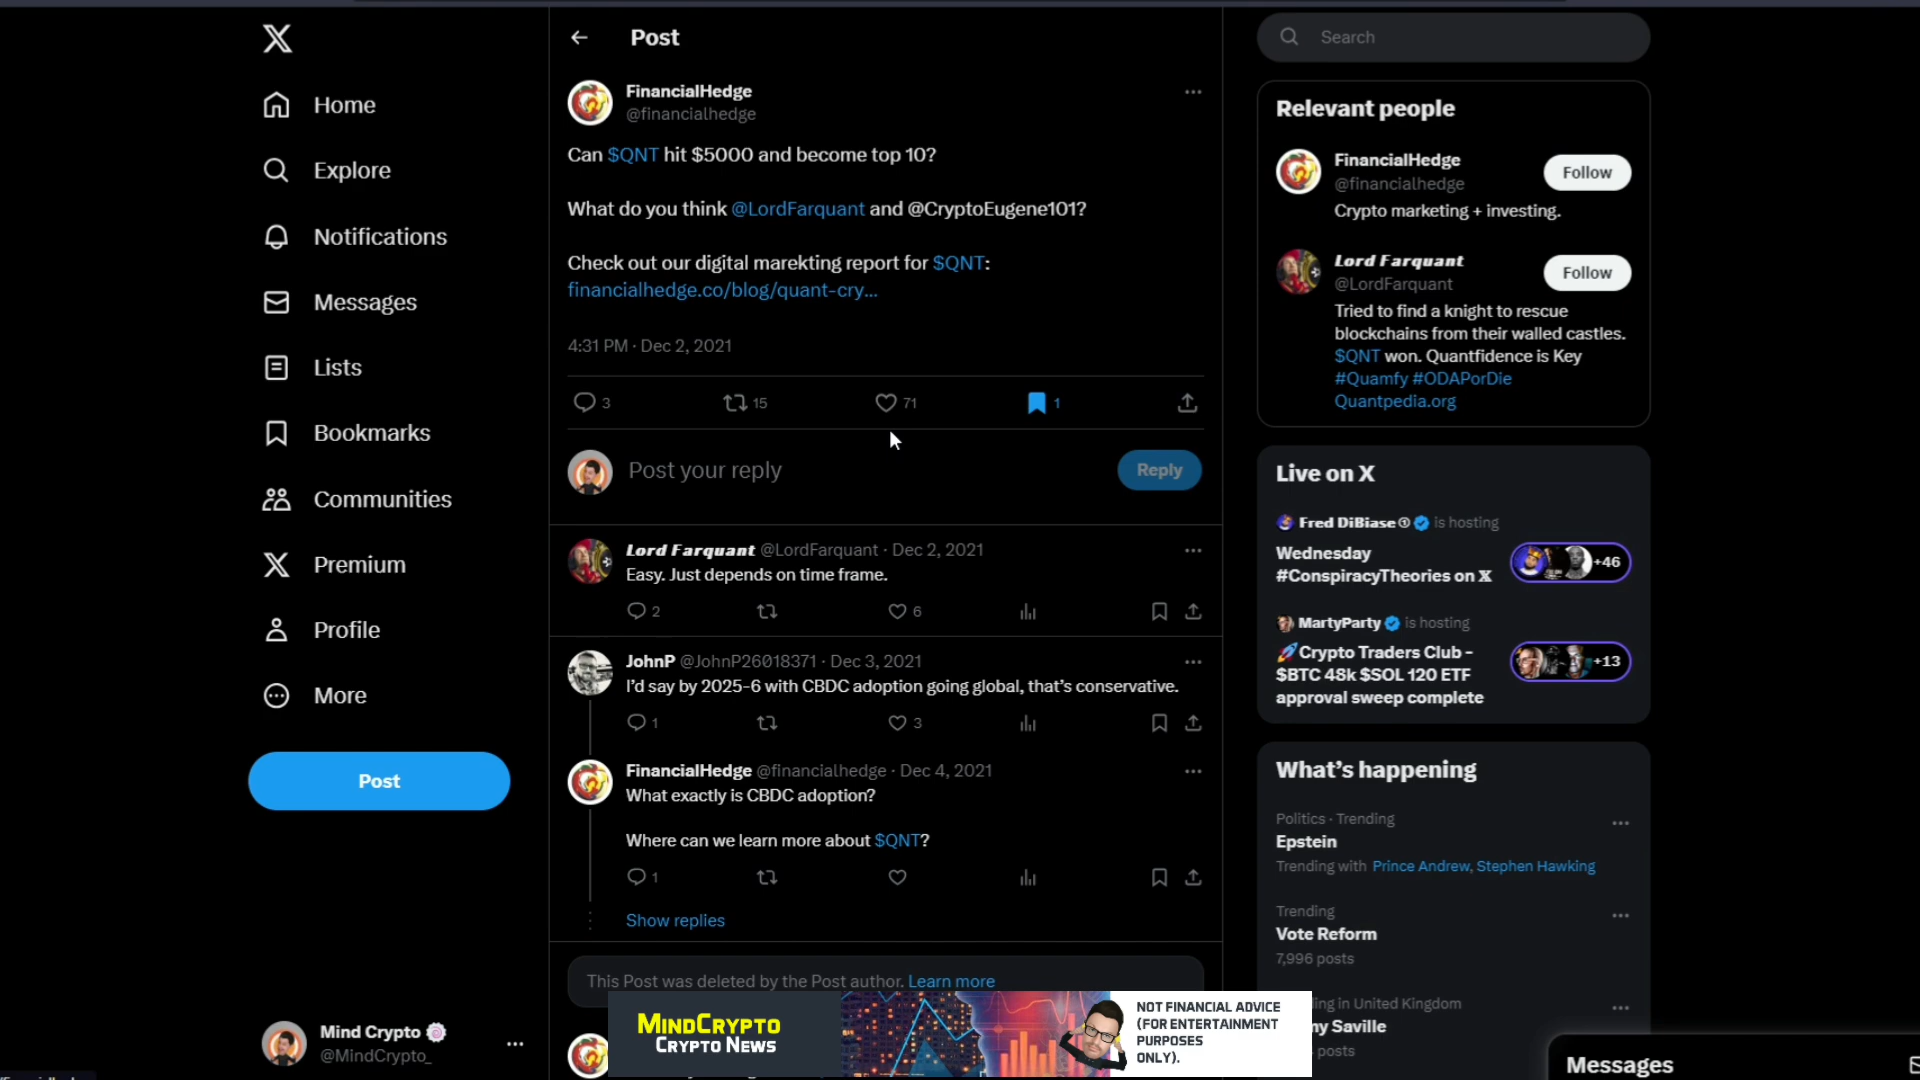 Home
Explore
Notifications
Messages
Lists
Bookmarks
Communities
Premium
Profile
More
Post
Mind Crypto
@MindCrypto_
Post
FinancialHedge
@financialhedge
Can $QNT hit $5000 and become top 10?
What do you think @LordFarquant and @CryptoEugene101?
Check out our digital marekting report for $QNT:
financialhedge.co/blog/quant-cry...
4:31 PM · Dec 2, 2021
3
15
71
1
Post your reply
Reply
Lord Farquant @LordFarquant · Dec 2, 2021
Easy. Just depends on time frame.
2
6
JohnP @JohnP26018371 · Dec 3, 2021
I'd say by 2025-6 with CBDC adoption going global, that's conservative.
1
3
FinancialHedge @financialhedge · Dec 4, 2021
What exactly is CBDC adoption?
Where can we learn more about $QNT?
1
Show replies
This Post was deleted by the Post author. Learn more
MINDCRYPTO
CRYPTO NEWS
NOT FINANCIAL ADVICE
(FOR ENTERTAINMENT
PURPOSES
ONLY).
Search
Relevant people
FinancialHedge
@financialhedge
Follow
Crypto marketing + investing.
Lord Farquant
@LordFarquant
Follow
Tried to find a knight to rescue
blockchains from their walled castles.
$QNT won. Quantfidence is Key
#Quamfy #ODAPorDie
Quantpedia.org
Live on X
Fred DiBiase is hosting
Wednesday
#ConspiracyTheories on X
+46
MartyParty is hosting
🚀Crypto Traders Club –
$BTC 48k $SOL 120 ETF
approval sweep complete
+13
What's happening
Politics · Trending
Epstein
Trending with Prince Andrew, Stephen Hawking
Trending
Vote Reform
7,996 posts
in United Kingdom
Saville
posts
Messages